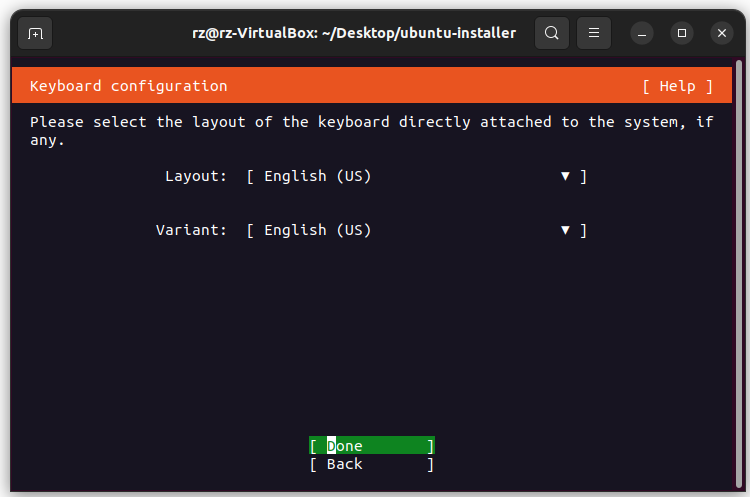 rz@rz-VirtualBox: ~/Desktop/ubuntu-installer
Keyboard configuration [ Help ]
Please select the layout of the keyboard directly attached to the system, if
any.
Layout: [ English (US) ▼ ]
Variant: [ English (US) ▼ ]
[ Done ]
[ Back ]